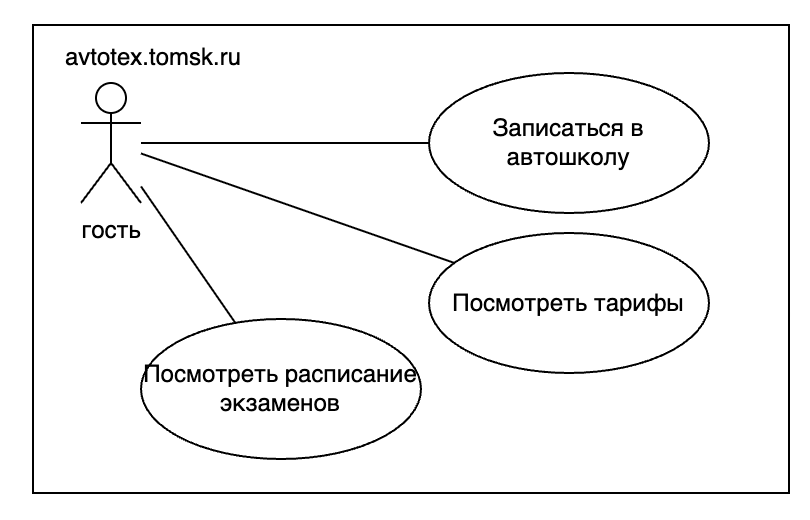 avtotex.tomsk.ru
Записаться в
автошколу
гость
Посмотреть тарифы
Посмотреть расписание
экзаменов